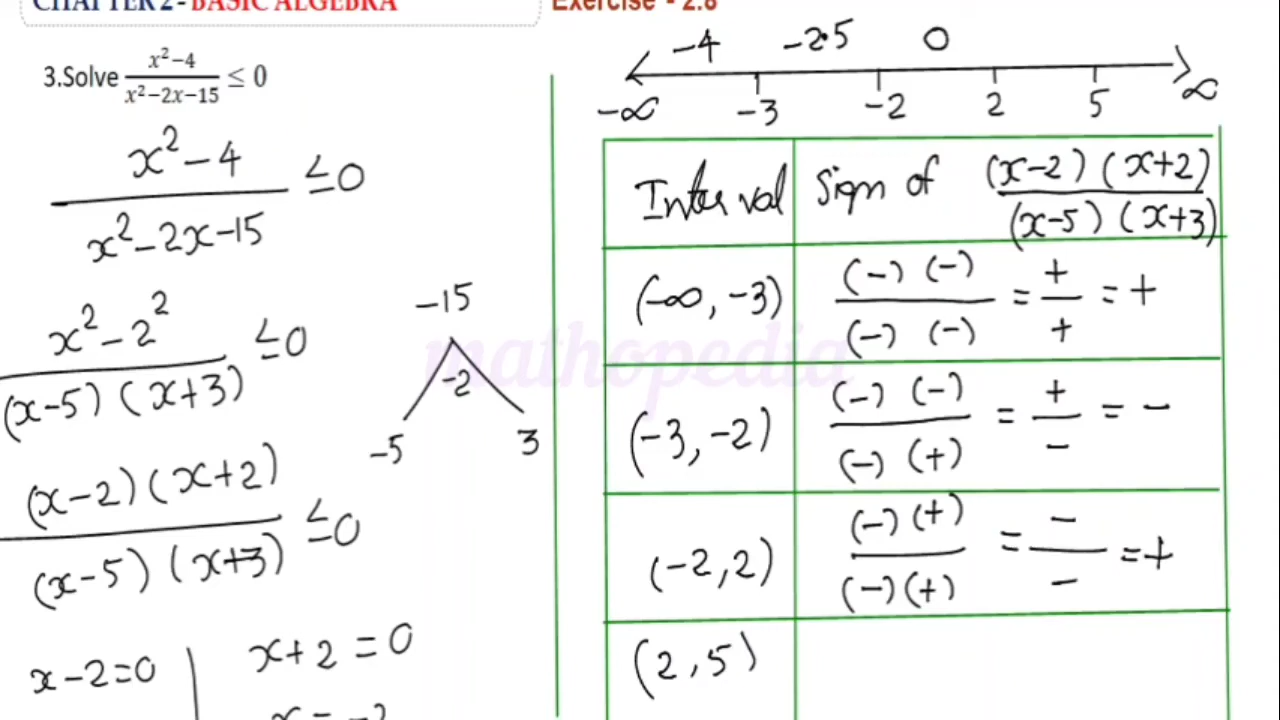 CHAPTER 2 - BASIC ALGEBRA
Exercise - 2.8
3.Solve (x²−4)/(x²−2x−15) ≤ 0
x² − 4
≤ 0
x² − 2x − 15
x² − 2²
≤ 0
(x−5) (x+3)
−15
−2
−5 3
(x−2) (x+2)
≤ 0
(x−5) (x+3)
x−2=0
x+2 = 0
−4 −2.5 0
−∞ −3 −2 2 5 ∞
Interval
Sign of (x−2) (x+2) / (x−5) (x+3)
(−∞, −3)
(−) (−) / (−) (−) = + / + = +
(−3, −2)
(−) (−) / (−) (+) = + / − = −
(−2, 2)
(−) (+) / (−) (+) = − / − = +
(2, 5)
mathopedia